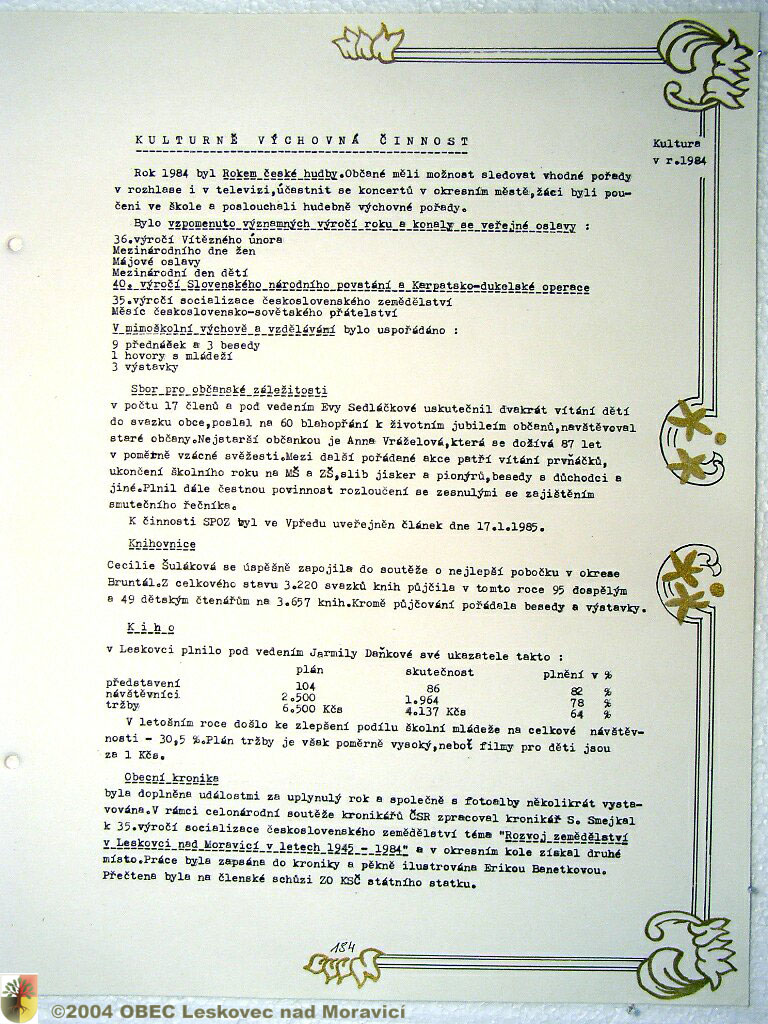 KULTURNĚ VÝCHOVNÁ ČINNOST
Kultura
v r.1984
Rok 1984 byl Rokem české hudby.Občané měli možnost sledovat vhodné pořady
v rozhlase i v televizi,účastnit se koncertů v okresním městě,žáci byli pou-
čeni ve škole a poslouchali hudebně výchovné pořady.
Bylo vzpomenuto významných výročí roku a konaly se veřejné oslavy :
36.výročí Vítězného února
Mezinárodního dne žen
Májové oslavy
Mezinárodní den dětí
40. výročí Slovenského národního povstání a Karpatsko-dukelské operace
35.výročí socializace československého zemědělství
Měsíc československo-sovětského přátelství
V mimoškolní výchově a vzdělávání bylo uspořádáno :
9 přednášek a 3 besedy
1 hovory s mládeží
3 výstavky
Sbor pro občanské záležitosti
v počtu 17 členů a pod vedením Evy Sedláčkové uskutečnil dvakrát vítání dětí
do svazku obce,poslal na 60 blahopřání k životním jubileím občanů,navštěvoval
staré občany.Nejstarší občankou je Anna Vráželová,která se dožívá 87 let
v poměrně vzácné svěžesti.Mezi další pořádané akce patří vítání prvňáčků,
ukončení školního roku na MŠ a ZŠ,slib jisker a pionýrů,besedy s důchodci a
jiné.Plnil dále čestnou povinnost rozloučení se zesnulými se zajištěním
smutečního řečníka.
K činnosti SPOZ byl ve Vpředu uveřejněn článek dne 17.1.1985.
Knihovnice
Cecilie Šuláková se úspěšně zapojila do soutěže o nejlepší pobočku v okrese
Bruntál.Z celkového stavu 3.220 svazků knih půjčila v tomto roce 95 dospělým
a 49 dětským čtenářům na 3.657 knih.Kromě půjčování pořádala besedy a výstavky.
K i n o
v Leskovci plnilo pod vedením Jarmily Daňkové své ukazatele takto :
plán skutečnost plnění v %
představení 104 86 82 %
návštěvníci 2.500 1.964 78 %
tržby 6.500 Kčs 4.137 Kčs 64 %
V letošním roce došlo ke zlepšení podílu školní mládeže na celkové návštěv-
nosti - 30,5 %.Plán tržby je však poměrně vysoký,neboť filmy pro děti jsou
za 1 Kčs.
Obecní kronika
byla doplněna událostmi za uplynulý rok a společně s fotoalby několikrát vysta-
vována.V rámci celonárodní soutěže kronikářů ČSR zpracoval kronikář S. Smejkal
k 35.výročí socializace československého zemědělství téma "Rozvoj zemědělství
v Leskovci nad Moravicí v letech 1945 - 1984" a v okresním kole získal druhé
místo.Práce byla zapsána do kroniky a pěkně ilustrována Erikou Banetkovou.
Přečtena byla na členské schůzi ZO KSČ státního statku.
184
©2004 OBEC Leskovec nad Moravicí